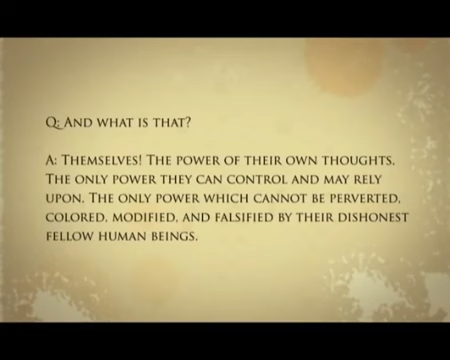 Q: And what is that?
A: Themselves! The power of their own thoughts.
The only power they can control and may rely
upon. The only power which cannot be perverted,
colored, modified, and falsified by their dishonest
fellow human beings.